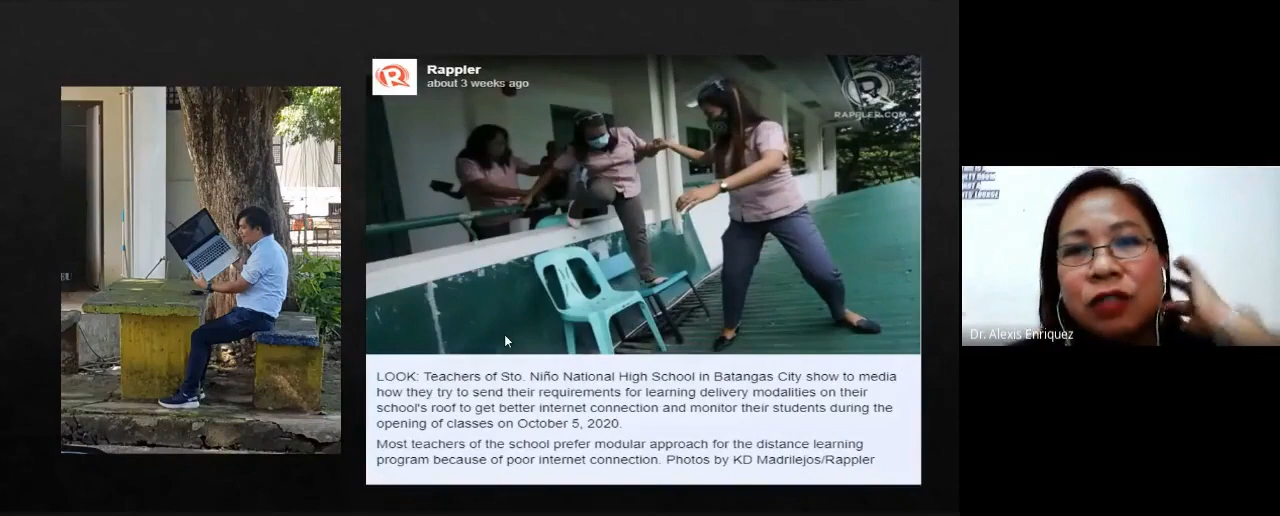 Rappler
about 3 weeks ago
RAPPLER.COM
LOOK: Teachers of Sto. Niño National High School in Batangas City show to media
how they try to send their requirements for learning delivery modalities on their
school's roof to get better internet connection and monitor their students during the
opening of classes on October 5, 2020.
Most teachers of the school prefer modular approach for the distance learning
program because of poor internet connection. Photos by KD Madrilejos/Rappler
Dr. Alexis Enriquez